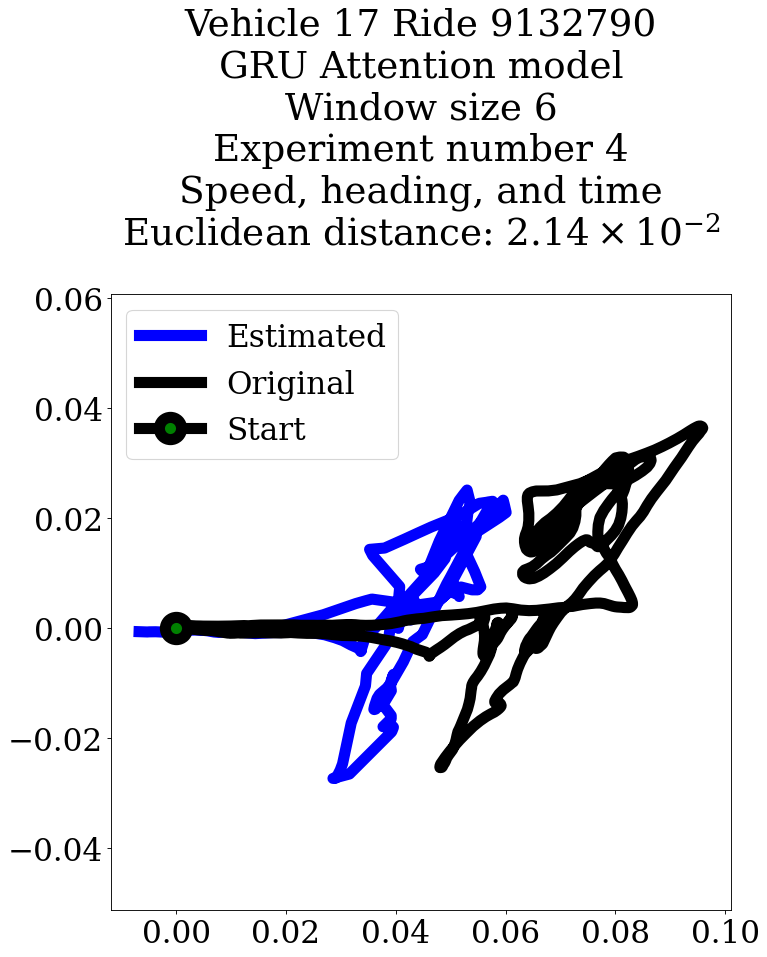 Vehicle 17 Ride 9132790
GRU Attention model
Window size 6
Experiment number 4
Speed, heading, and time
Euclidean distance: 2.14 × 10⁻²
0.06
0.04
0.02
0.00
−0.02
−0.04
Estimated
Original
Start
0.00 0.02 0.04 0.06 0.08 0.10